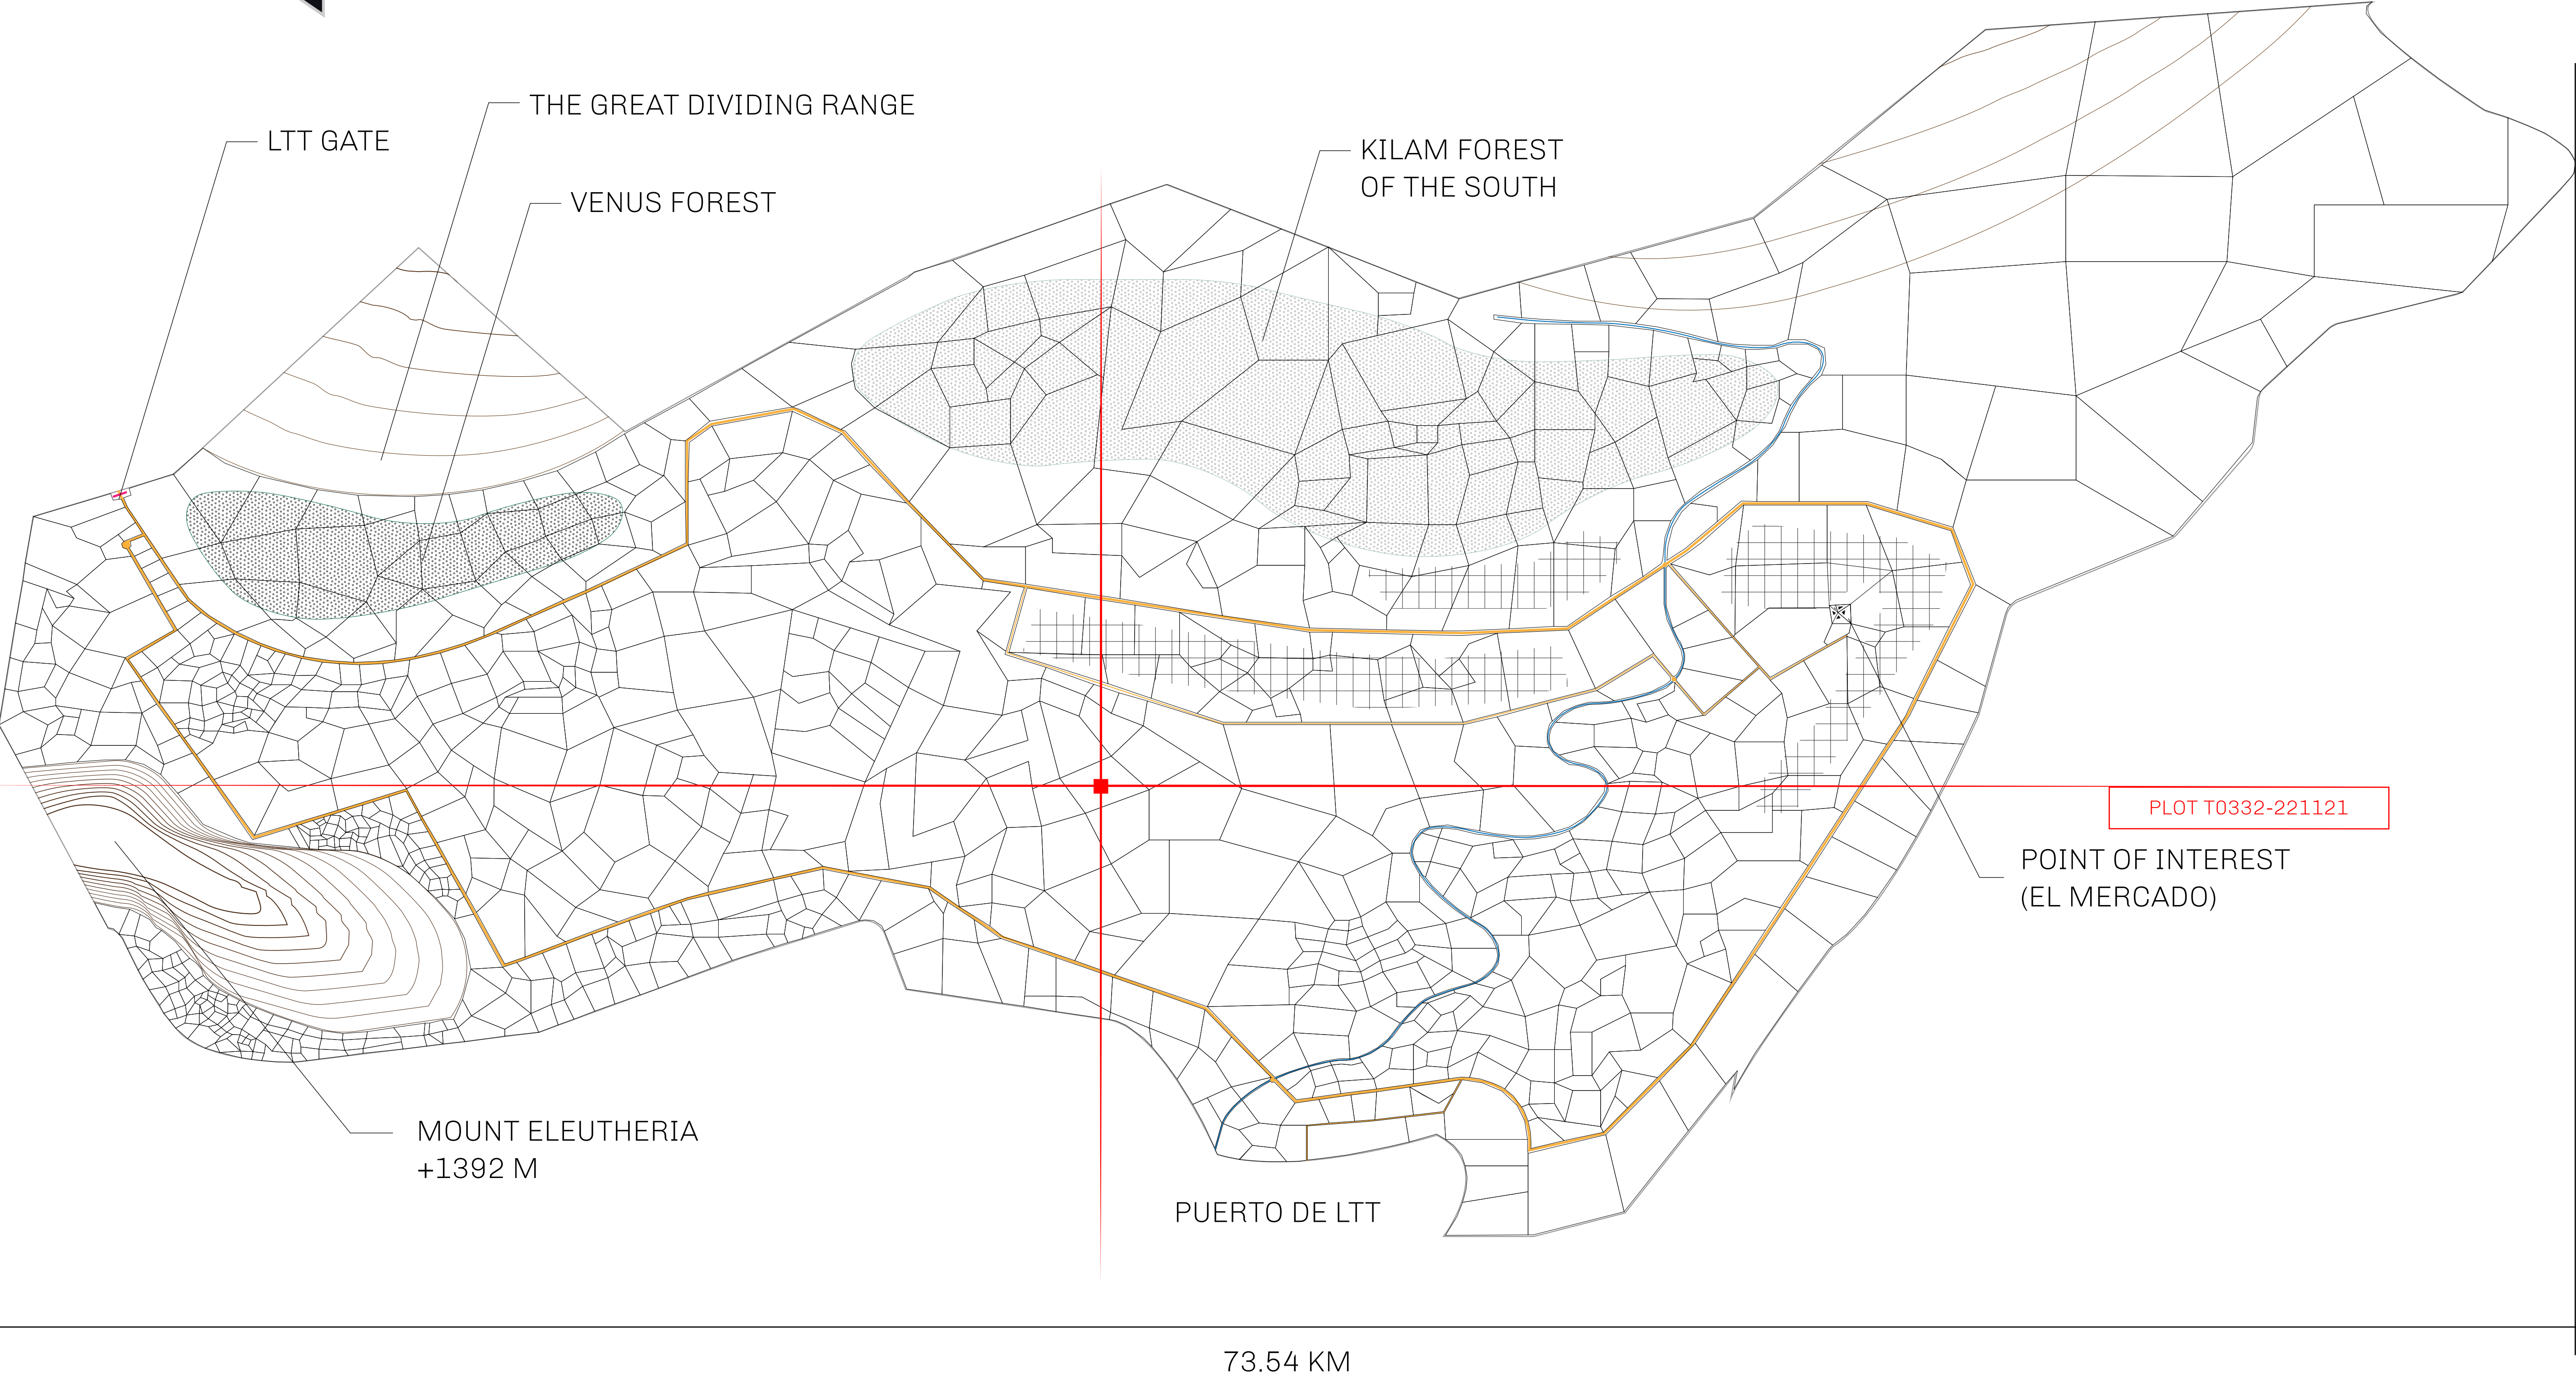 THE GREAT DIVIDING RANGE
LTT GATE
KILAM FOREST
OF THE SOUTH
VENUS FOREST
PLOT T0332-221121
POINT OF INTEREST
(EL MERCADO)
MOUNT ELEUTHERIA
+1392 M
PUERTO DE LTT
73.54 KM